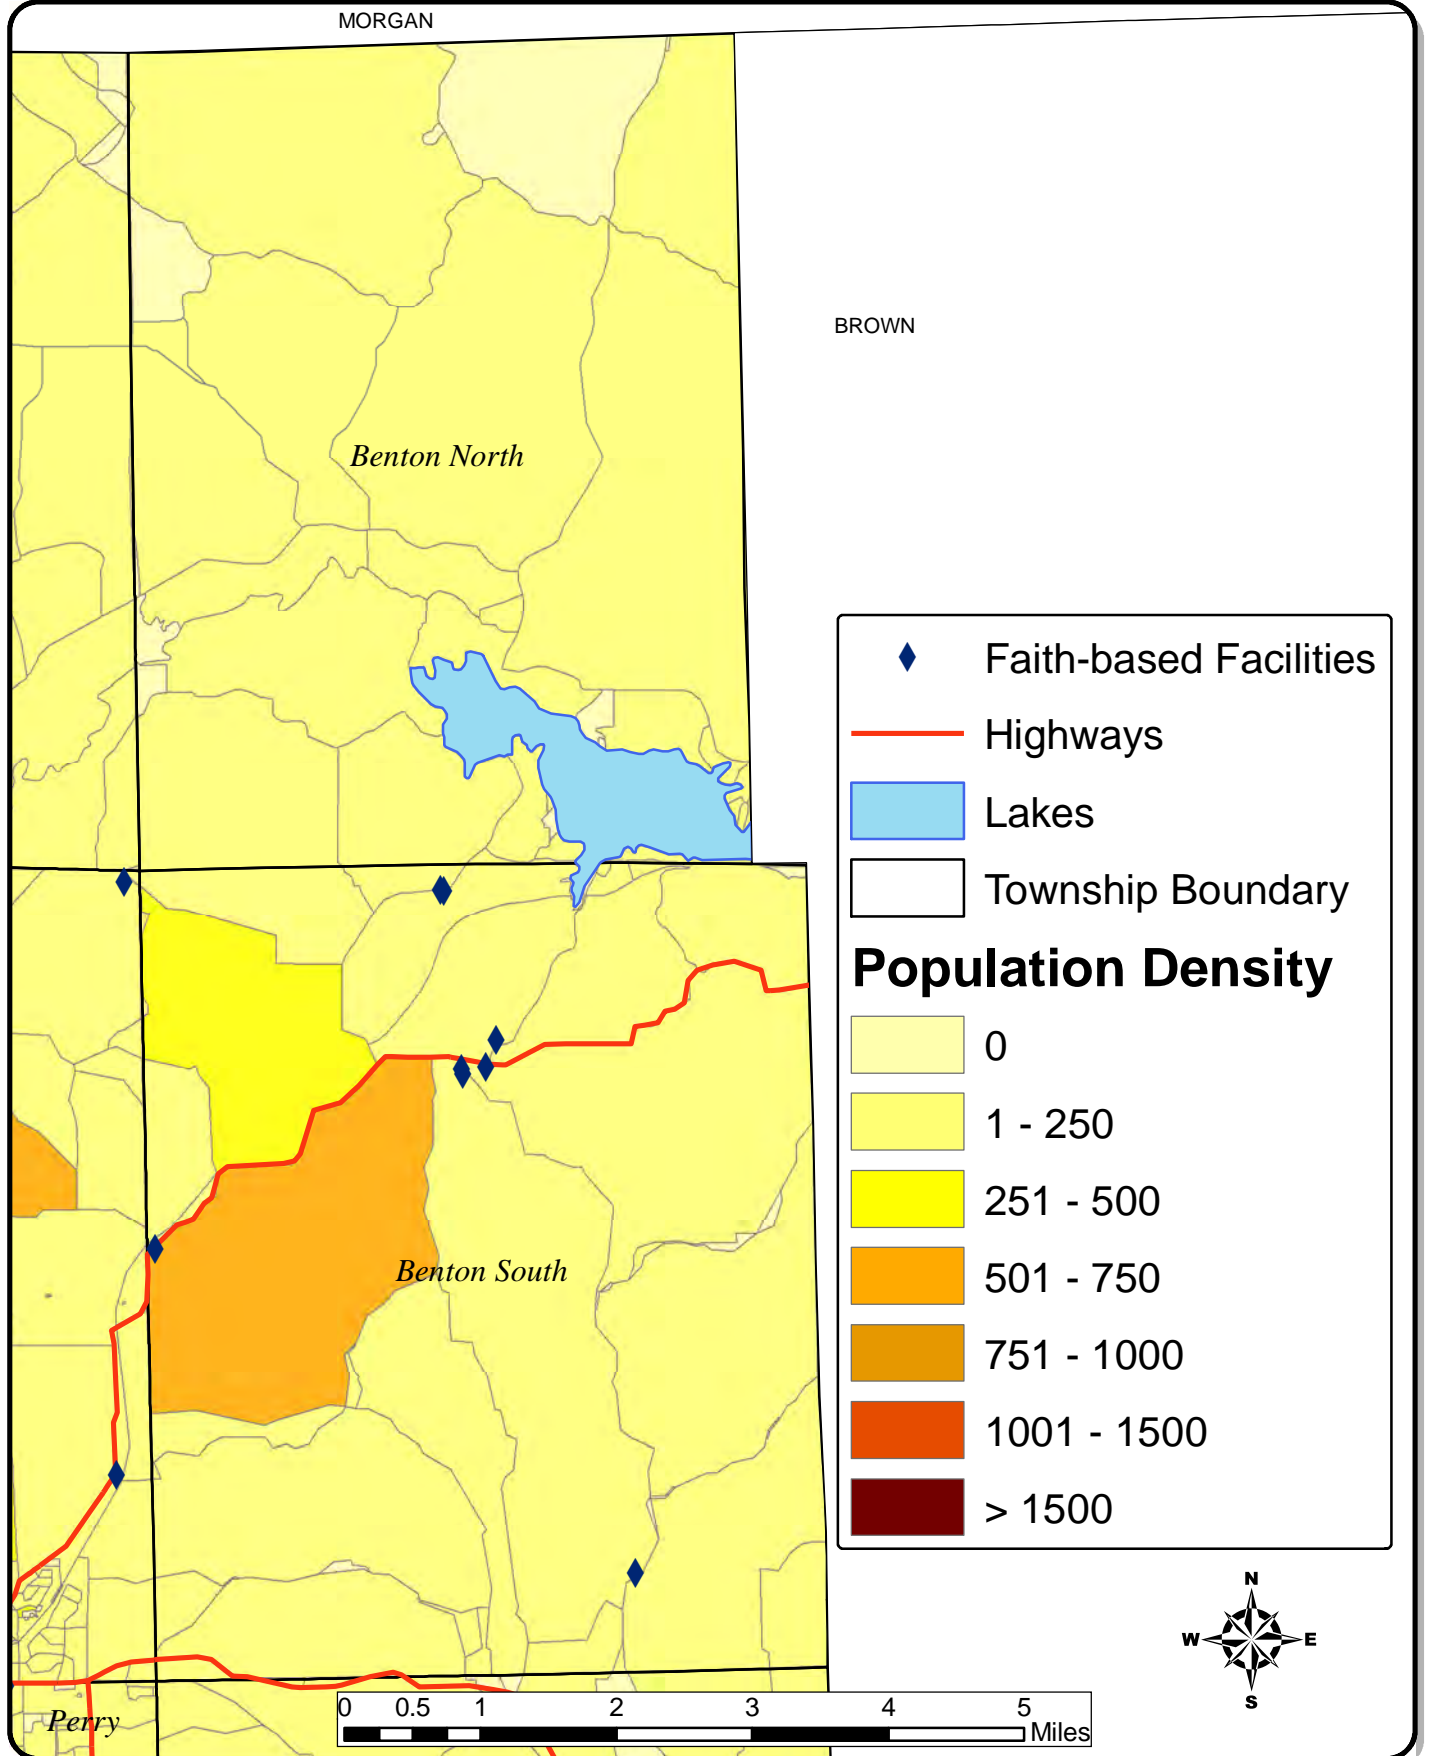 MORGAN
BROWN
Benton North
Faith-based Facilities
Highways
Lakes
Township Boundary
Population Density
0
1 - 250
251 - 500
501 - 750
751 - 1000
1001 - 1500
> 1500
Benton South
N
W E
S
Perry
0 0.5 1 2 3 4 5
Miles